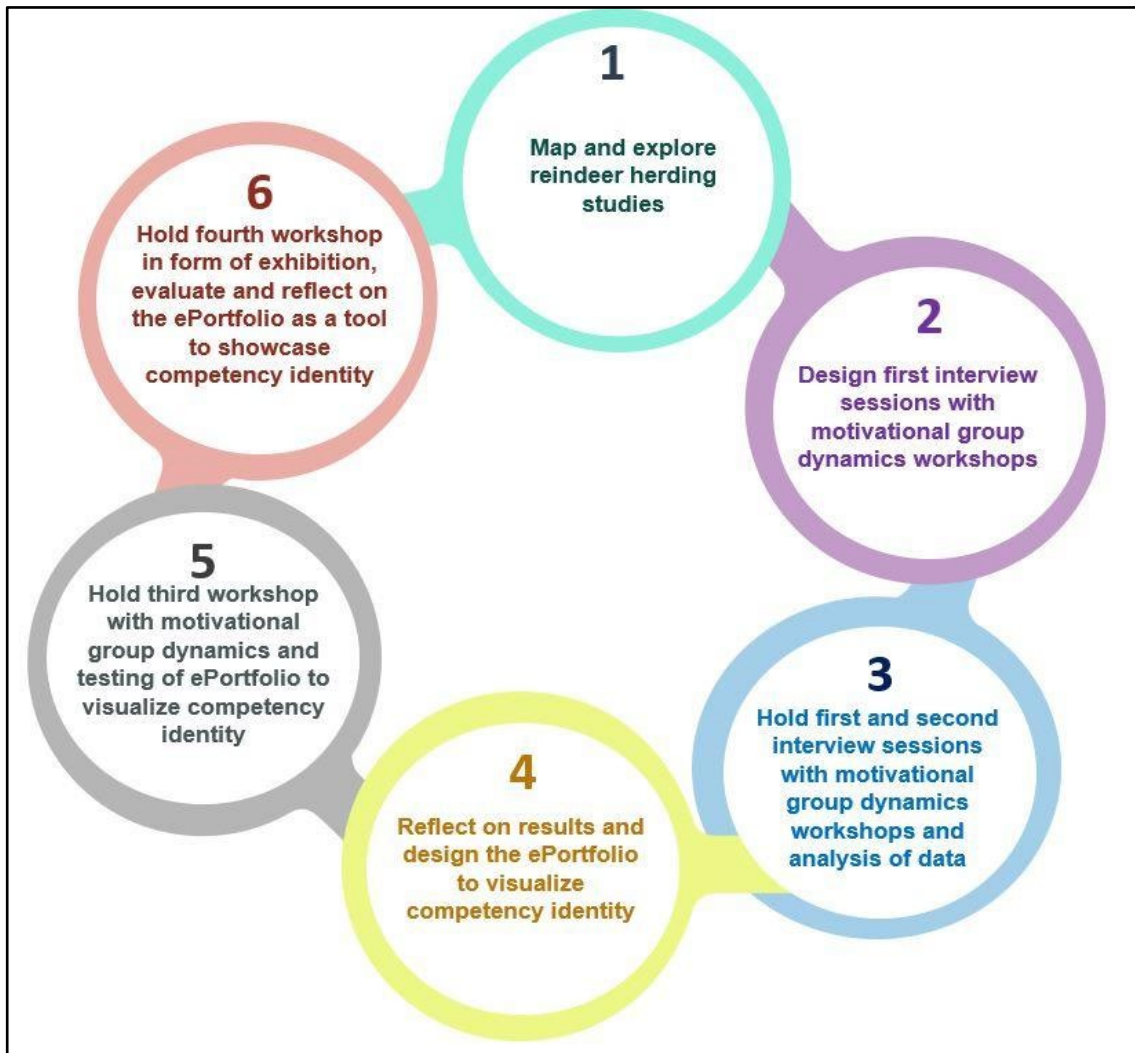 1
Map and explore
reindeer herding
studies
2
Design first interview
sessions with
motivational group
dynamics workshops
3
Hold first and second
interview sessions
with motivational
group dynamics
workshops and
analysis of data
4
Reflect on results and
design the ePortfolio
to visualize
competency identity
5
Hold third workshop
with motivational
group dynamics and
testing of ePortfolio to
visualize competency
identity
6
Hold fourth workshop
in form of exhibition,
evaluate and reflect on
the ePortfolio as a tool
to showcase
competency identity